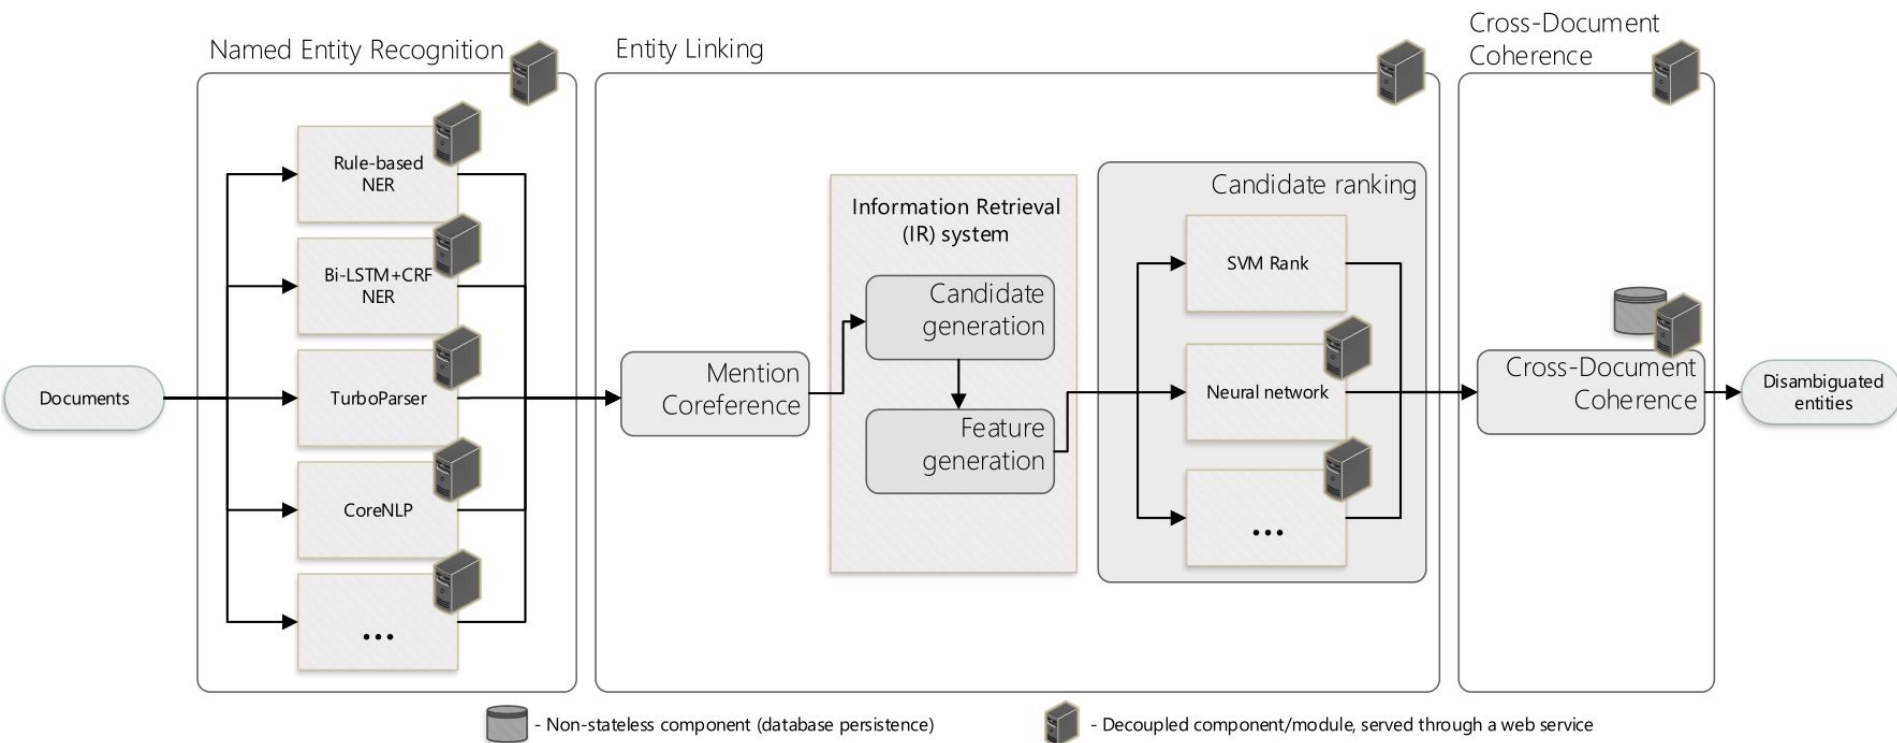 Named Entity Recognition
Entity Linking
Cross-Document
Coherence
Rule-based
NER
Bi-LSTM+CRF
NER
TurboParser
CoreNLP
...
Documents
Mention
Coreference
Information Retrieval
(IR) system
Candidate
generation
Feature
generation
Candidate ranking
SVM Rank
Neural network
...
Cross-Document
Coherence
Disambiguated
entities
- Non-stateless component (database persistence)
- Decoupled component/module, served through a web service